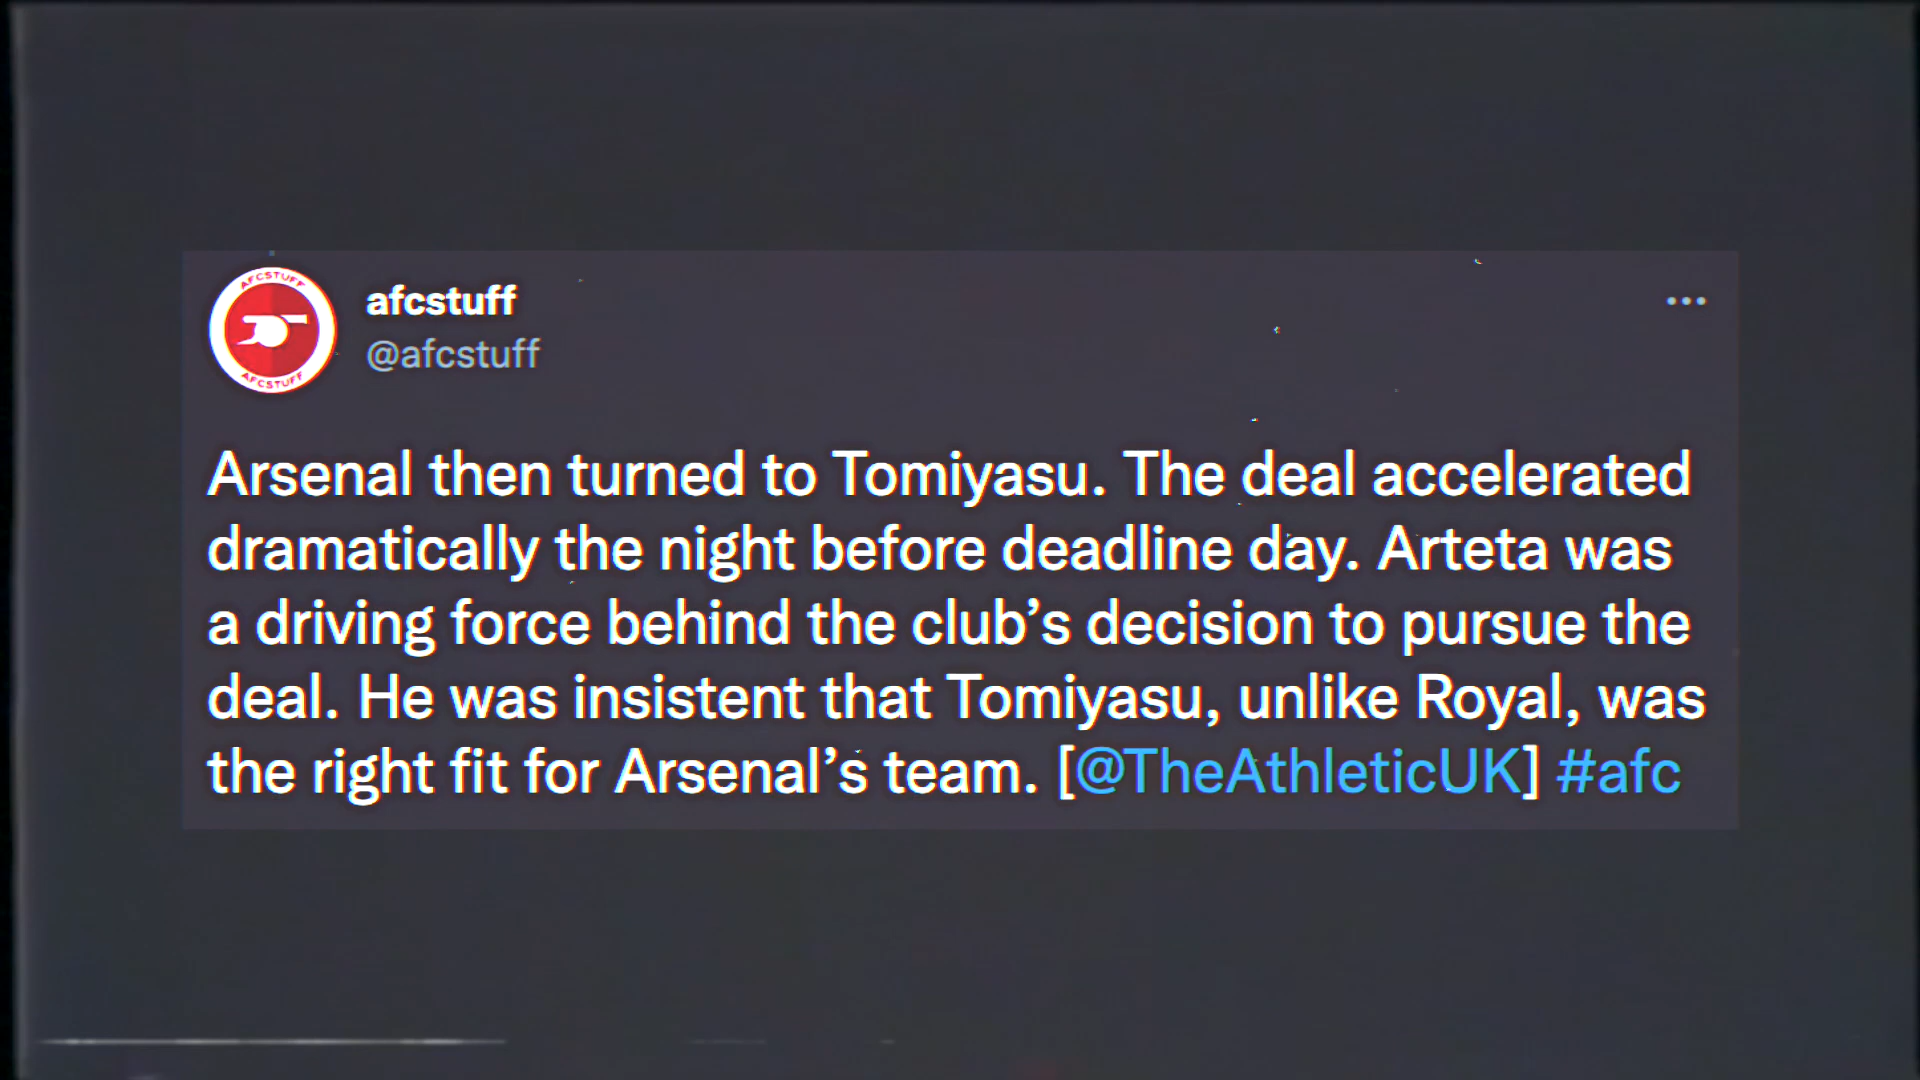 AFCSTUFF
AFCSTUFF
afcstuff
@afcstuff
Arsenal then turned to Tomiyasu. The deal accelerated
dramatically the night before deadline day. Arteta was
a driving force behind the club’s decision to pursue the
deal. He was insistent that Tomiyasu, unlike Royal, was
the right fit for Arsenal’s team. [@TheAthleticUK] #afc